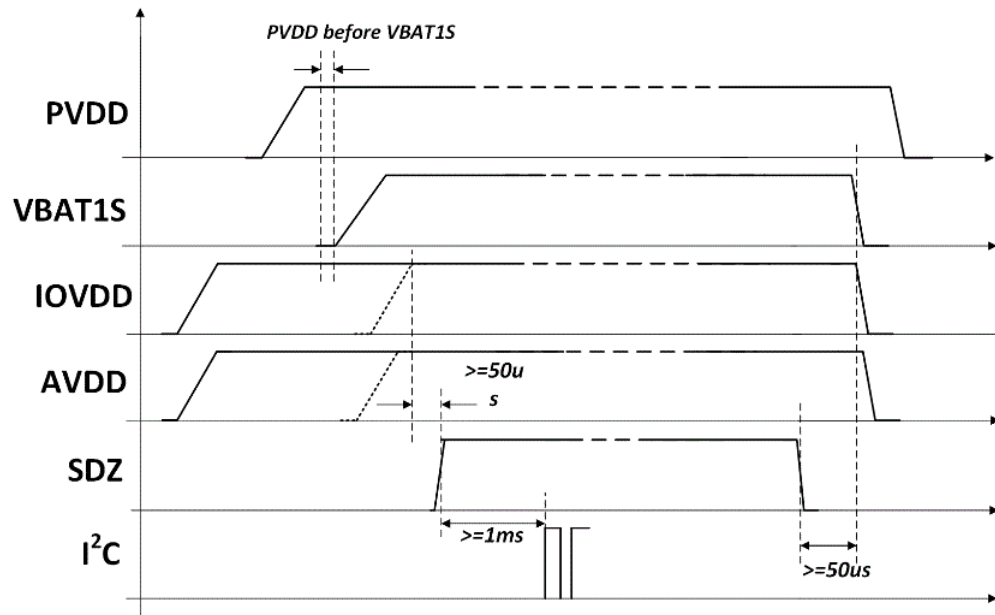 PVDD before VBAT1S
PVDD
VBAT1S
IOVDD
AVDD
>=50u
s
SDZ
>=1ms
I²C
>=50us